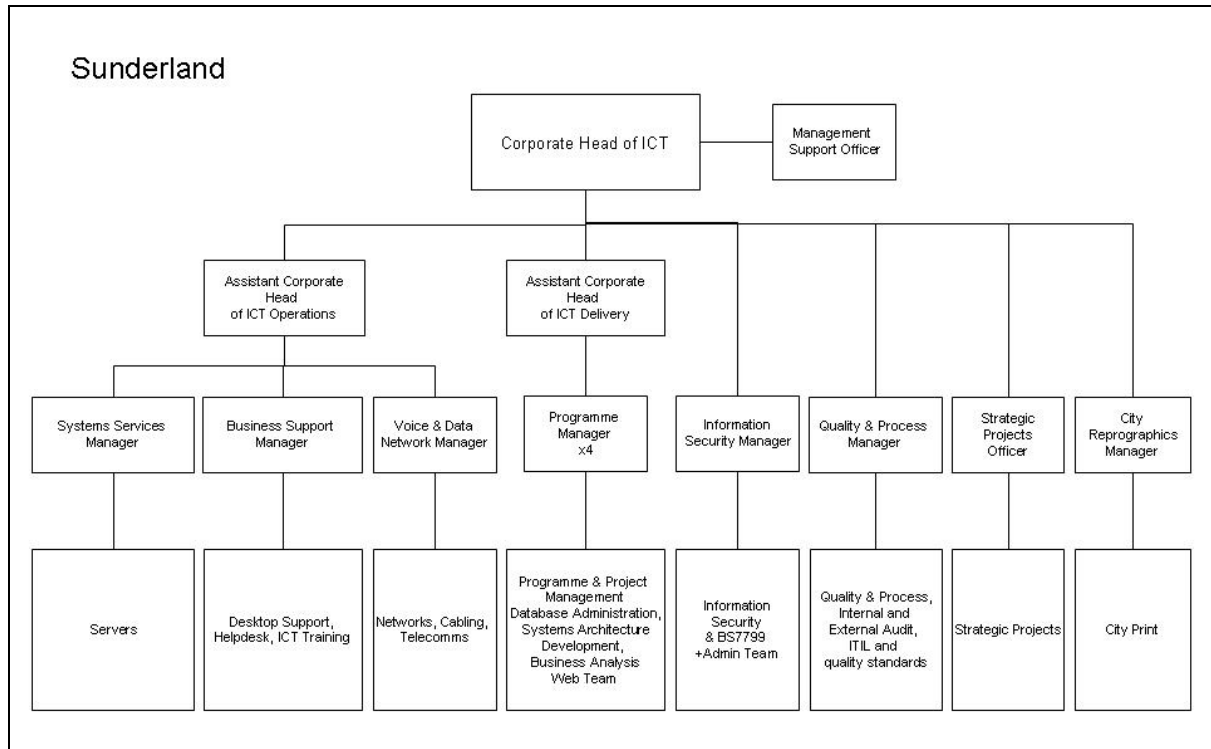 Sunderland
Corporate Head of ICT
Management
Support Officer
Assistant Corporate
Head
of ICT Operations
Assistant Corporate
Head
of ICT Delivery
Systems Services
Manager
Business Support
Manager
Voice & Data
Network Manager
Programme
Manager
x4
Information
Security Manager
Quality & Process
Manager
Strategic
Projects
Officer
City
Reprographics
Manager
Servers
Desktop Support,
Helpdesk, ICT Training
Networks, Cabling,
Telecomms
Programme & Project
Management
Database Administration,
Systems Architecture
Development,
Business Analysis
Web Team
Information
Security
& BS7799
+Admin Team
Quality & Process,
Internal and
External Audit,
ITIL and
quality standards
Strategic Projects
City Print